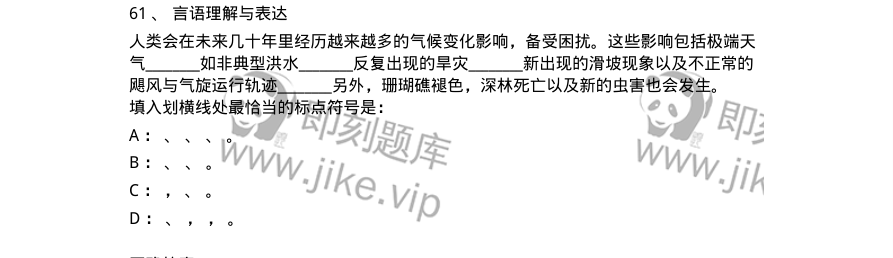 61 、 言语理解与表达
人类会在未来几十年里经历越来越多的气候变化影响，备受困扰。这些影响包括极端天
气______如非典型洪水______反复出现的旱灾______新出现的滑坡现象以及不正常的
飓风与气旋运行轨迹______另外，珊瑚礁褪色，深林死亡以及新的虫害也会发生。
填入划横线处最恰当的标点符号是：
A ： 、 、 、 。
B ： 、 、 。
C ： ， 、 。
D ： 、 ， ， 。
即刻题库
www.jike.vip
即刻
www.ji